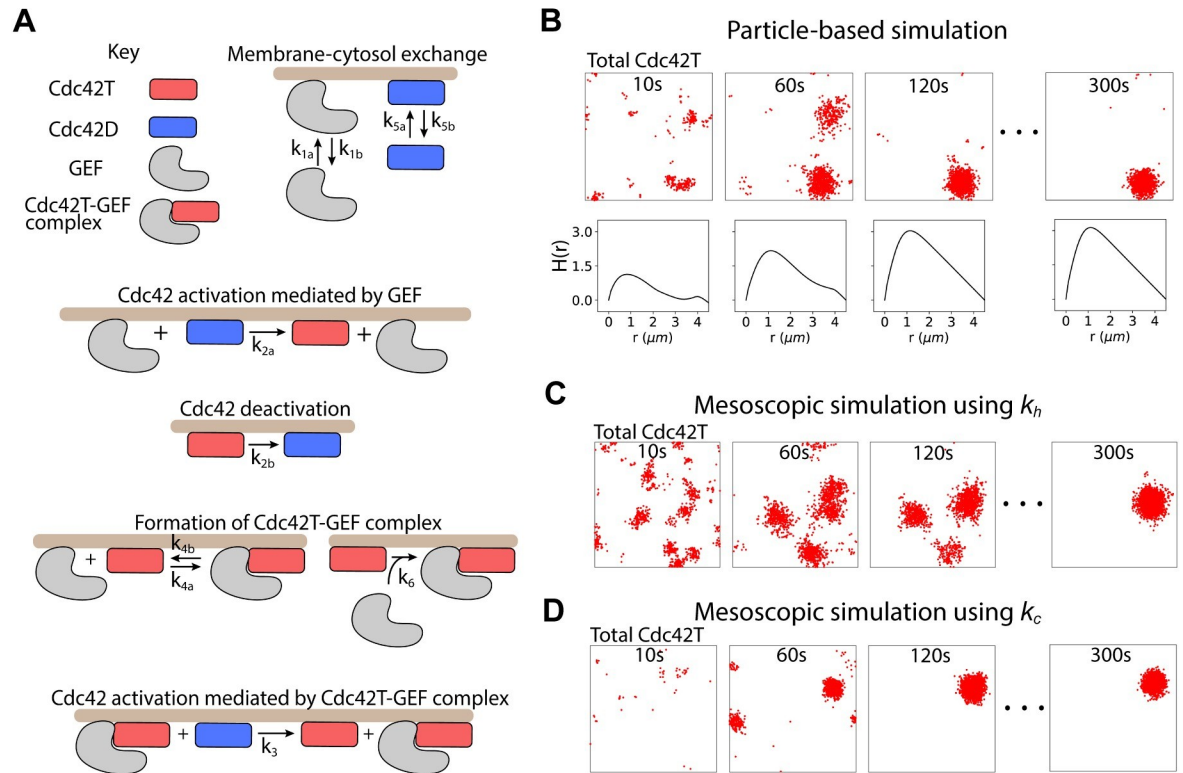 A
Key
Cdc42T
Cdc42D
GEF
Cdc42T-GEF
complex
Membrane-cytosol exchange
k1a
k1b
k5a
k5b
Cdc42 activation mediated by GEF
+
k2a
+
Cdc42 deactivation
k2b
Formation of Cdc42T-GEF complex
+
k4b
k4a
k6
Cdc42 activation mediated by Cdc42T-GEF complex
+
k3
+
B
Particle-based simulation
Total Cdc42T
10s
60s
120s
300s
• • •
H(r)
3.0
1.5
0.0
0 1 2 3 4
r (μm)
0 1 2 3 4
r (μm)
0 1 2 3 4
r (μm)
0 1 2 3 4
r (μm)
C
Mesoscopic simulation using kh
Total Cdc42T
10s
60s
120s
300s
• • •
D
Mesoscopic simulation using kc
Total Cdc42T
10s
60s
120s
300s
• • •